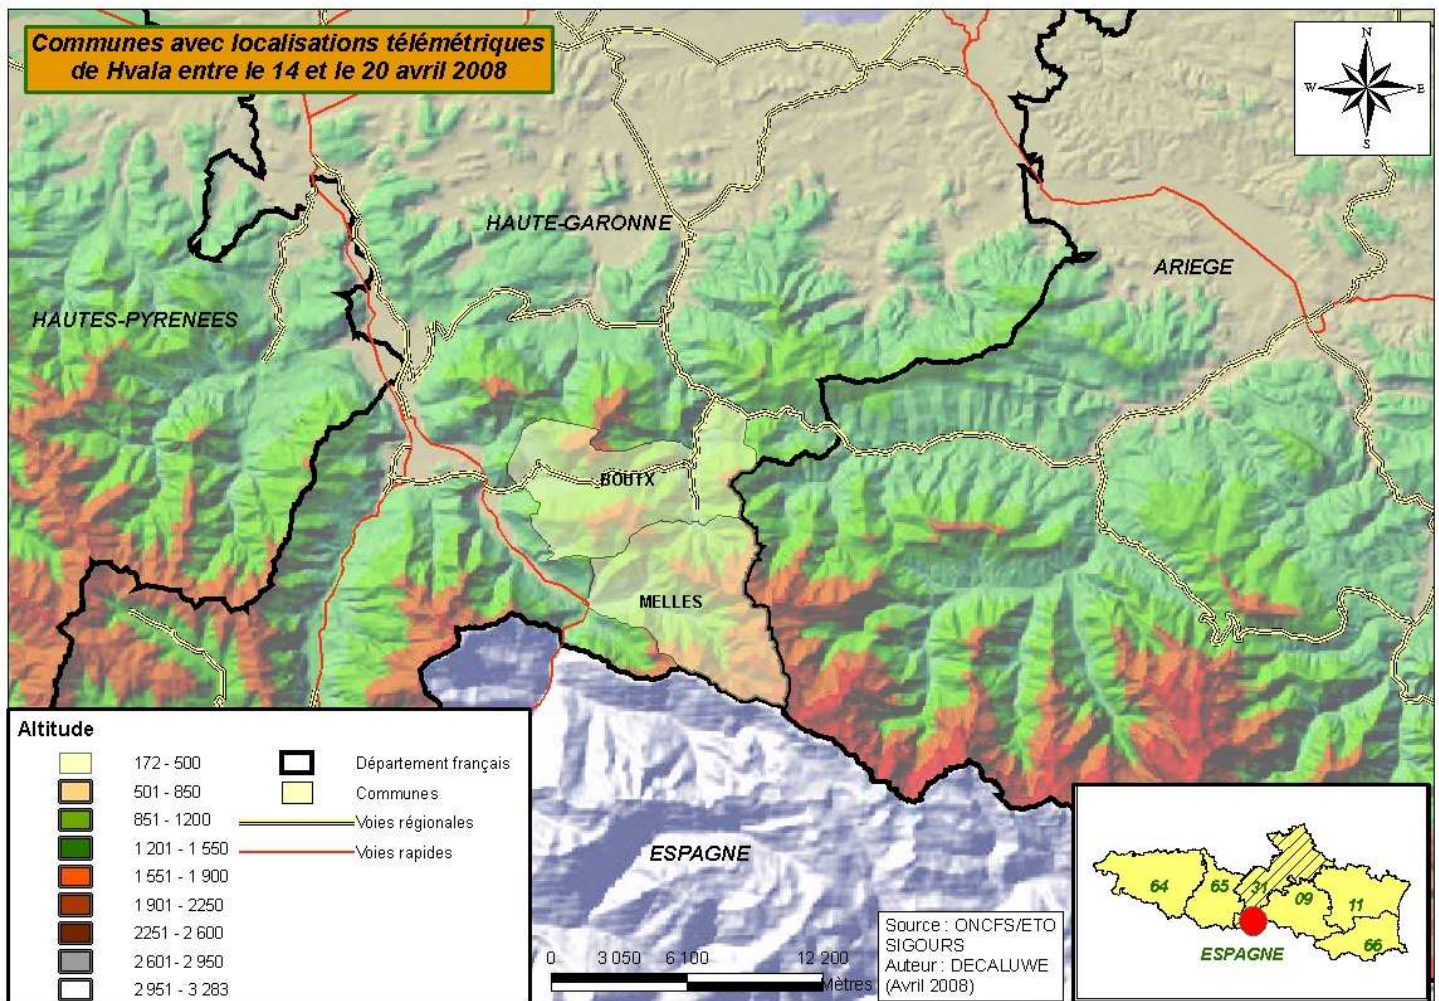 Communes avec localisations télémétriques
de Hvala entre le 14 et le 20 avril 2008
N
W
E
S
HAUTE-GARONNE
ARIEGE
HAUTES-PYRENEES
BOUTX
MELLES
ESPAGNE
Altitude
172 - 500
501 - 850
851 - 1200
1 201 - 1 550
1 551 - 1 900
1 901 - 2250
2251 - 2 600
2 601 - 2 950
2 951 - 3 283
Département français
Communes
Voies régionales
Voies rapides
0 3 050 6 100 12 200
Mètres
Source : ONCFS/ETO
SIGOURS
Auteur : DECALUWE
(Avril 2008)
64
65
31
09
11
66
ESPAGNE